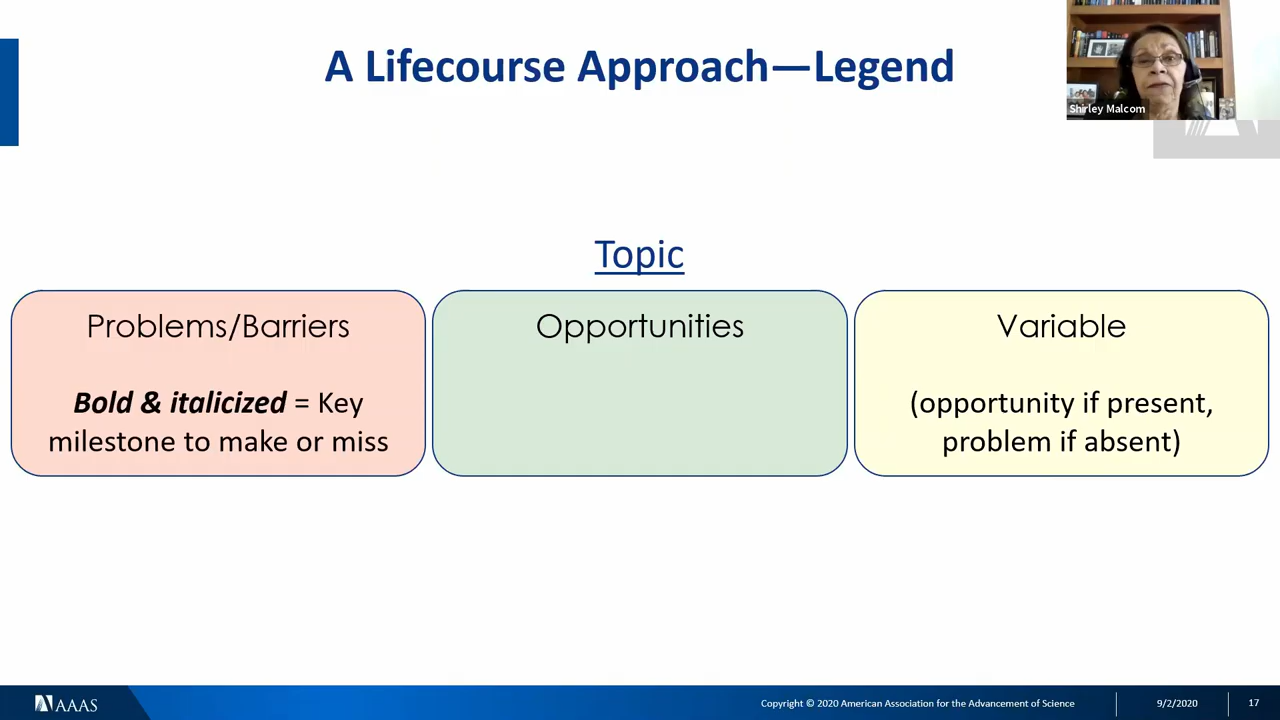 A Lifecourse Approach—Legend
Shirley Malcom
Topic
Problems/Barriers
Bold & italicized = Key
milestone to make or miss
Opportunities
Variable
(opportunity if present,
problem if absent)
AAAS
Copyright © 2020 American Association for the Advancement of Science
9/2/2020
17